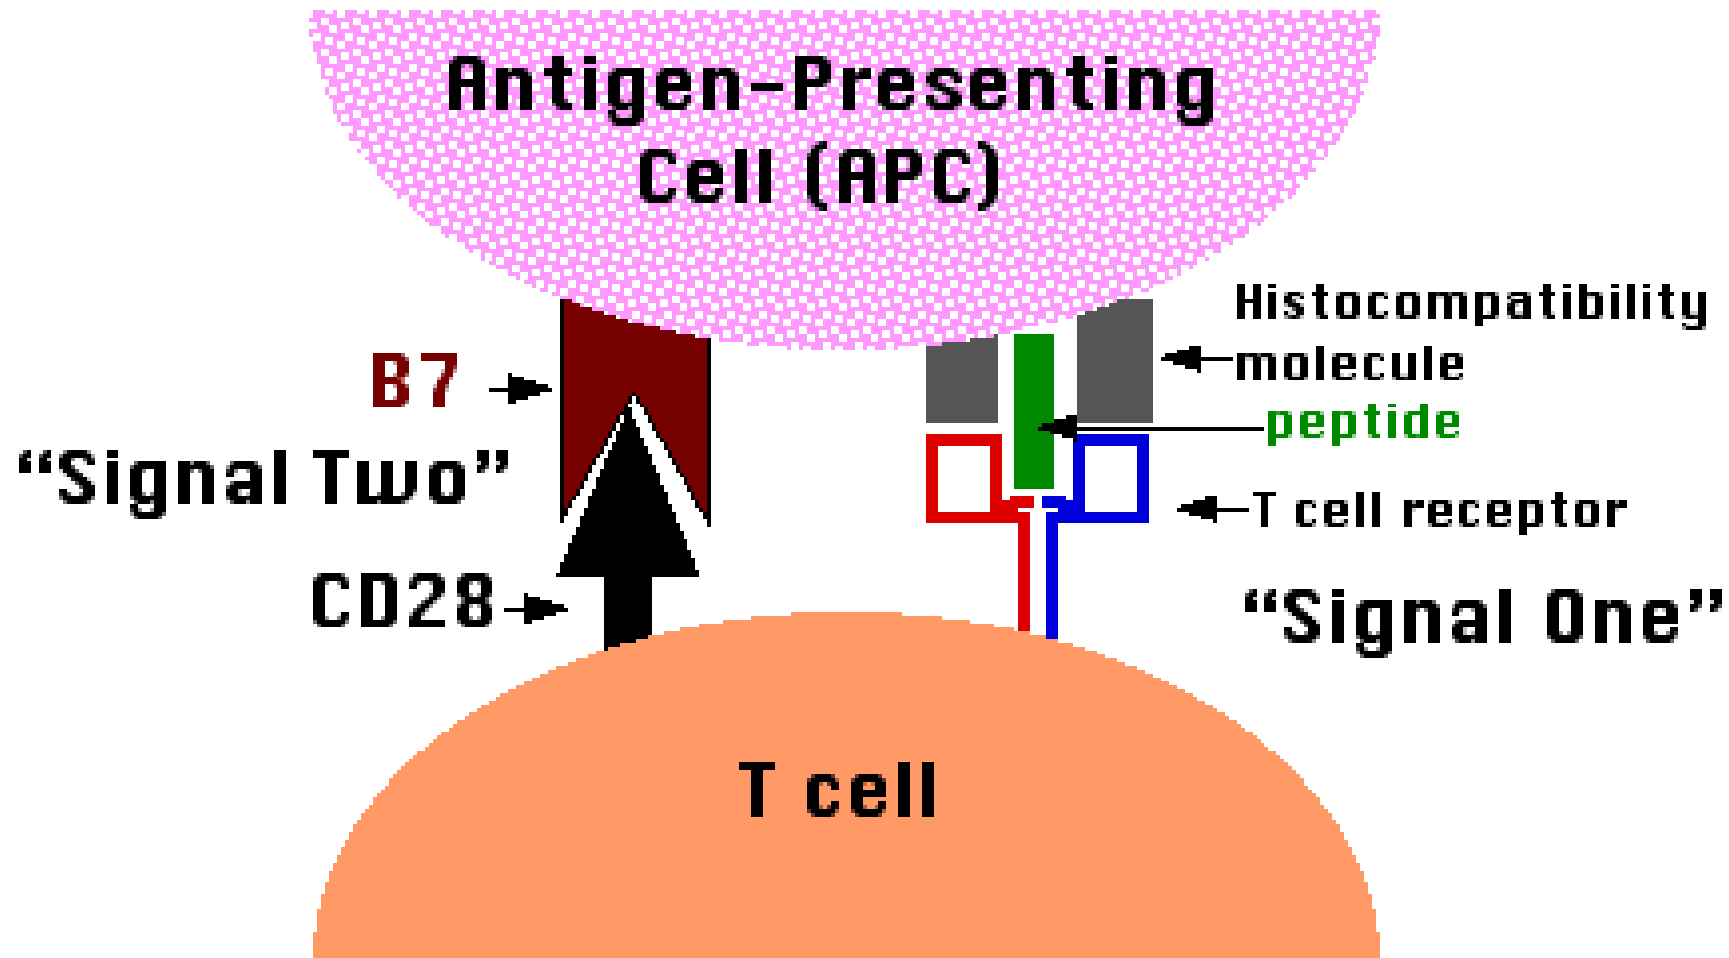 Antigen-Presenting
Cell (APC)
Histocompatibility
molecule
B7
peptide
“Signal Two”
T cell receptor
CD28
“Signal One”
T cell